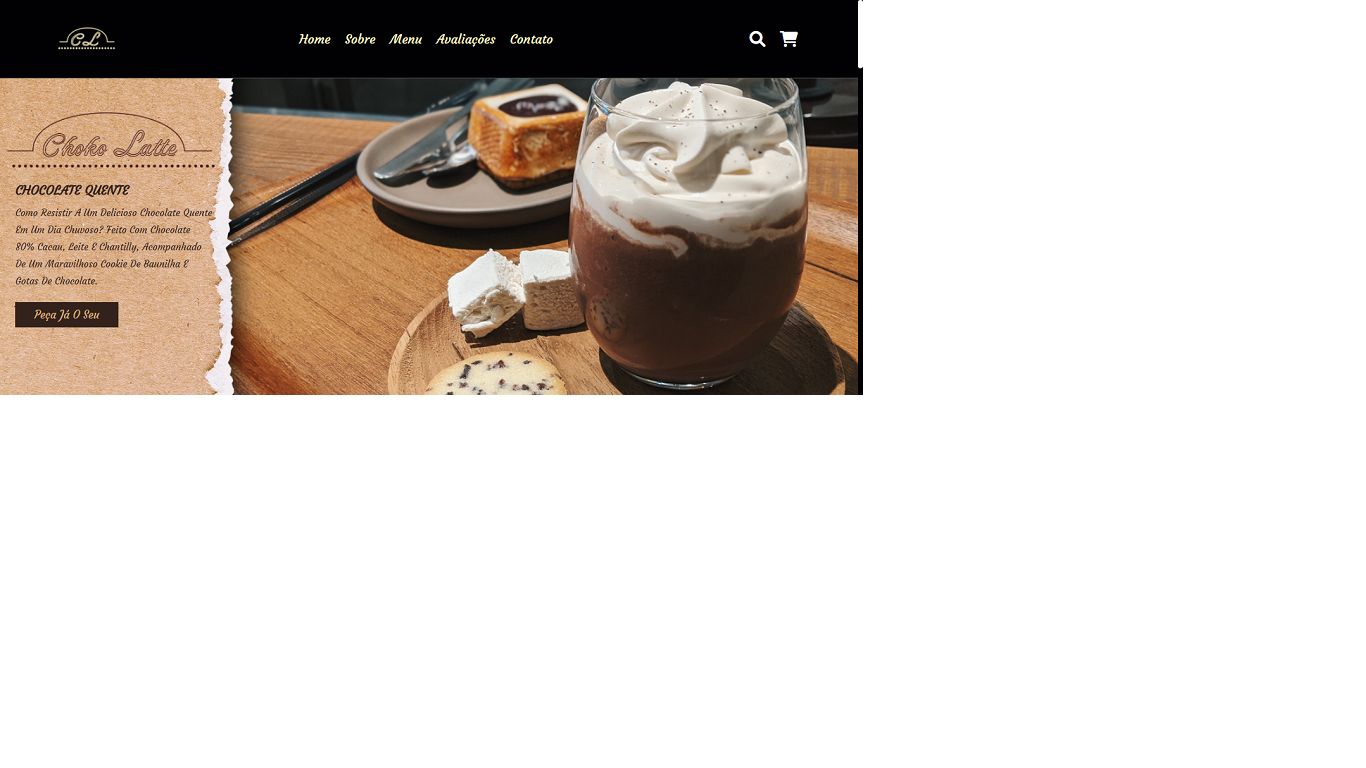 CL
Home Sobre Menu Avaliações Contato
Choko Latte
CHOCOLATE QUENTE
Como Resistir A Um Delicioso Chocolate Quente
Em Um Dia Chuvoso? Feito Com Chocolate
80% Cacau, Leite E Chantilly, Acompanhado
De Um Maravilhoso Cookie De Baunilha E
Gotas De Chocolate.
Peça Já O Seu